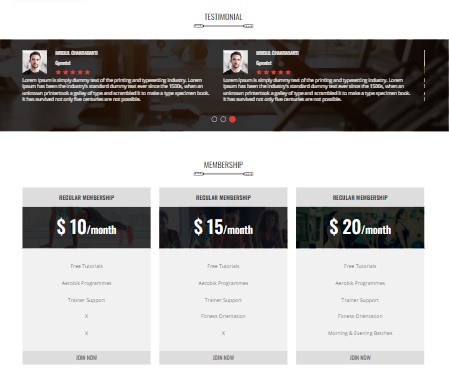 TESTIMONIAL
MRIDUL CHAKRABARTI
Gymnist
Lorem Ipsum is simply dummy text of the printing and typesetting industry. Lorem
Ipsum has been the industry's standard dummy text ever since the 1500s, when an
unknown printertook a galley of type and scrambled it to make a type specimen book.
It has survived not only five centuries are not possible.
MRIDUL CHAKRABARTI
Gymnist
Lorem Ipsum is simply dummy text of the printing and typesetting industry. Lorem
Ipsum has been the industry's standard dummy text ever since the 1500s, when an
unknown printertook a galley of type and scrambled it to make a type specimen book.
It has survived not only five centuries are not possible.
MEMBERSHIP
REGULAR MEMBERSHIP
$ 10/month
Free Tutorials
Aerobik Programmes
Trainer Support
X
X
JOIN NOW
REGULAR MEMBERSHIP
$ 15/month
Free Tutorials
Aerobik Programmes
Trainer Support
Fitness Orientation
X
JOIN NOW
REGULAR MEMBERSHIP
$ 20/month
Free Tutorials
Aerobik Programmes
Trainer Support
Fitness Orientation
Morning & Evening Batches
JOIN NOW